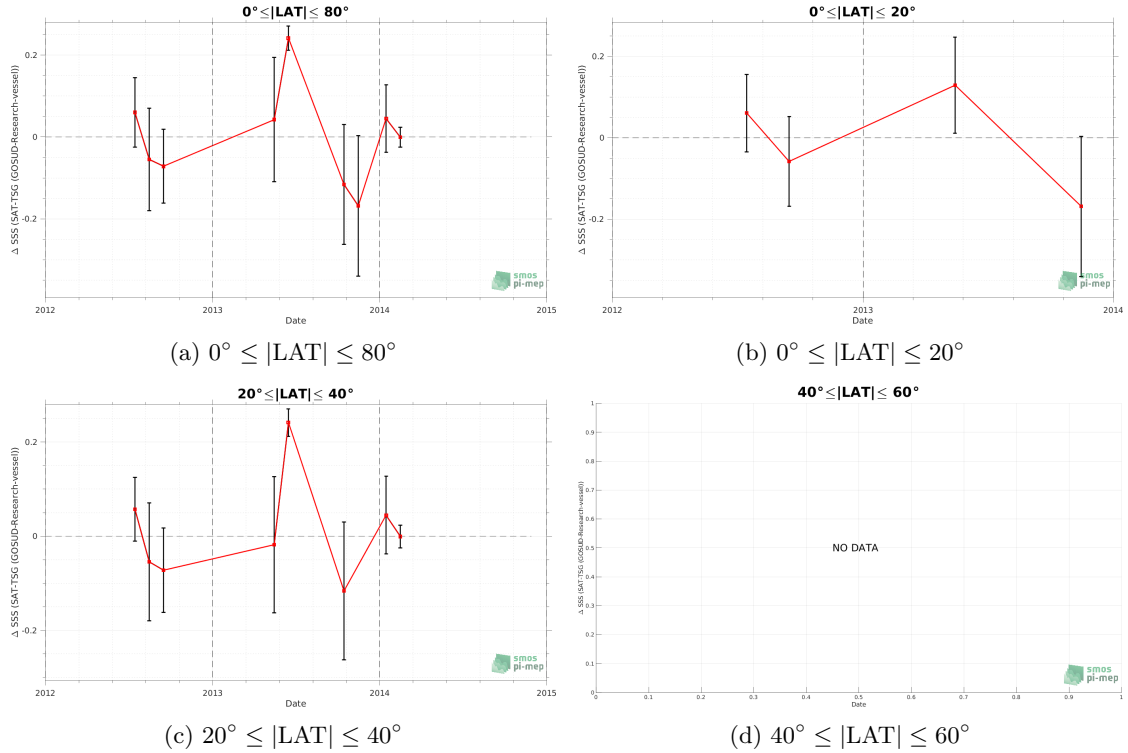 0°≤|LAT|≤ 80°
0.2
0
-0.2
Δ SSS (SAT-TSG (GOSUD-Research-vessel))
2012
2013
2014
2015
Date
smos
pi-mep
(a) 0° ≤ |LAT| ≤ 80°
0°≤|LAT|≤ 20°
0.2
0
-0.2
Δ SSS (SAT-TSG (GOSUD-Research-vessel))
2012
2013
2014
Date
smos
pi-mep
(b) 0° ≤ |LAT| ≤ 20°
20°≤|LAT|≤ 40°
0.2
0
-0.2
Δ SSS (SAT-TSG (GOSUD-Research-vessel))
2012
2013
2014
2015
Date
smos
pi-mep
(c) 20° ≤ |LAT| ≤ 40°
40°≤|LAT|≤ 60°
1
0.9
0.8
0.7
0.6
0.5
0.4
0.3
0.2
0.1
0
Δ SSS (SAT-TSG (GOSUD-Research-vessel))
NO DATA
0
0.1
0.2
0.3
0.4
0.5
0.6
0.7
0.8
0.9
1
Date
smos
pi-mep
(d) 40° ≤ |LAT| ≤ 60°